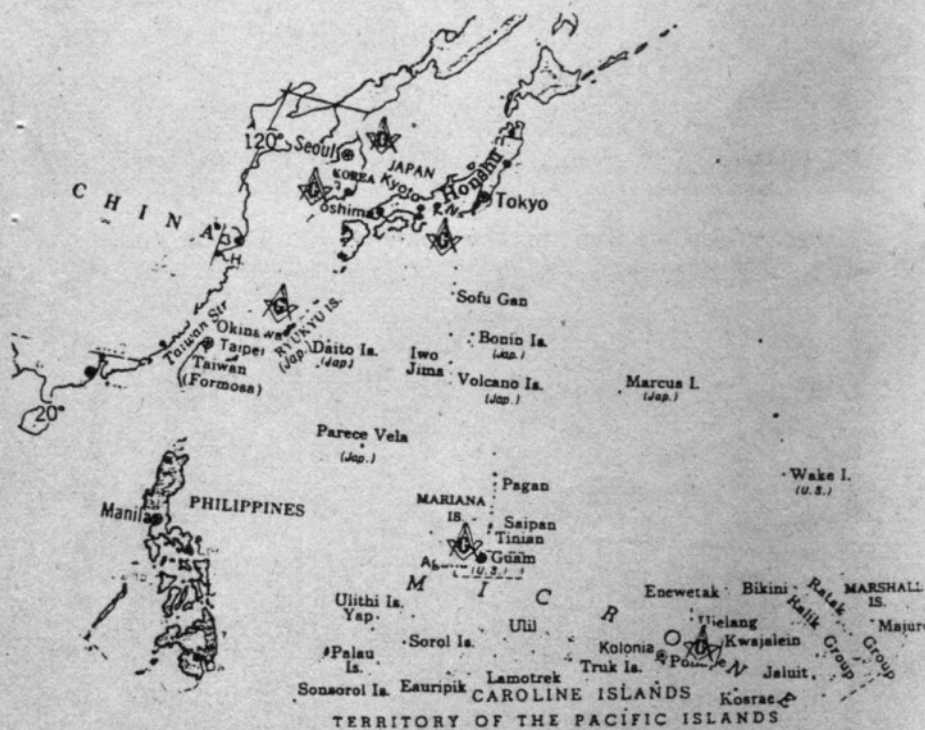 120°
Seoul
G
JAPAN
KOREA
Kyoto
Honshu
G
oshima
Tokyo
G
CHINA
Sofu Gan
G
Taiwan Str
Okinawa
RYUKYU IS.
(Jap.)
Taipei
Daito Is.
(Jap.)
Iwo
Jima
Bonin Is.
(Jap.)
Taiwan
(Formosa)
Volcano Is.
(Jap.)
Marcus I.
(Jap.)
20°
Parece Vela
(Jap.)
Wake I.
(U.S.)
Pagan
MARIANA
IS.
Manila
PHILIPPINES
Saipan
Tinian
G
Guam
(U.S.)
MICRONE
Enewetak
Bikini
Ratak
Group
Ralik
Group
MARSHALL
IS.
Ulithi Is.
Yap
Ulil
Ujelang
Majuro
Sorol Is.
Kolonia
G
Kwajalein
Palau
Is.
Truk Is.
Jaluit
Sonsorol Is.
Eauripik
Lamotrek
CAROLINE ISLANDS
Kosrae
TERRITORY OF THE PACIFIC ISLANDS